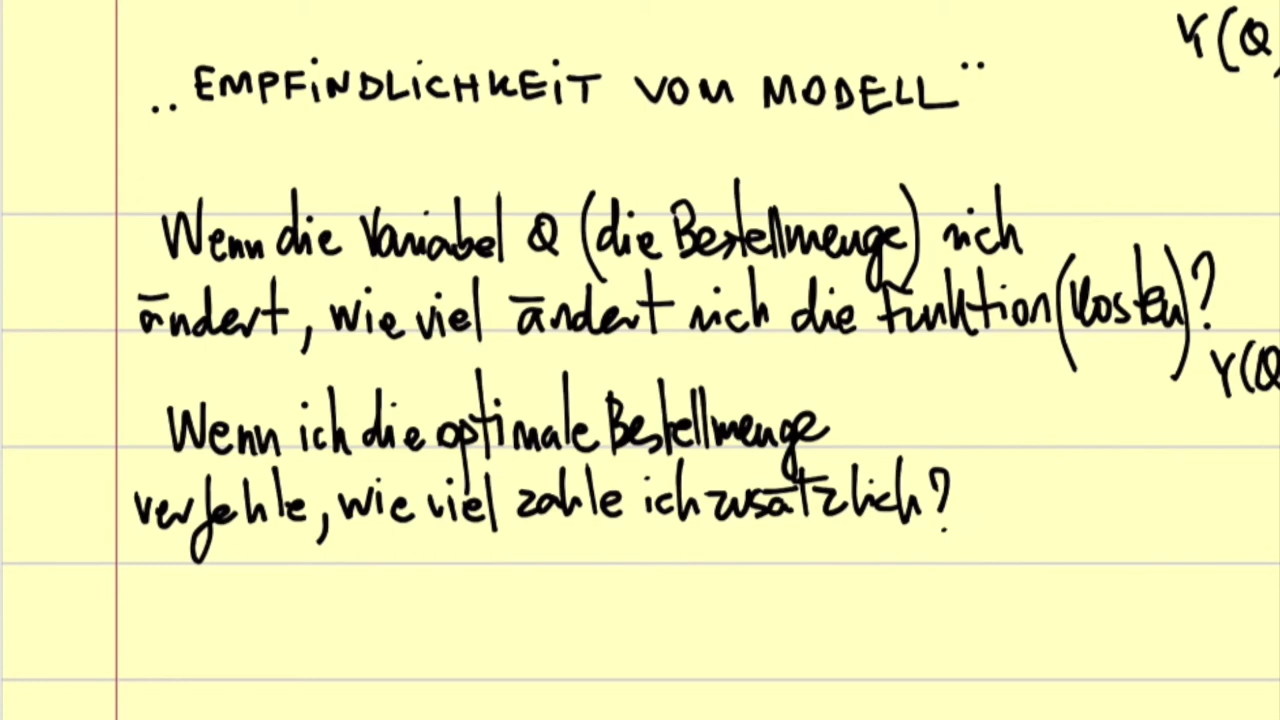 Y(Q)
„EMPFINDLICHKEIT VOM MODELL"
Wenn die Variabel Q (die Bestellmenge) sich
ändert, wie viel ändert sich die Funktion (Kosten)?
Y(Q
Wenn ich die optimale Bestellmenge
verfehle, wie viel zahle ich zusätzlich?